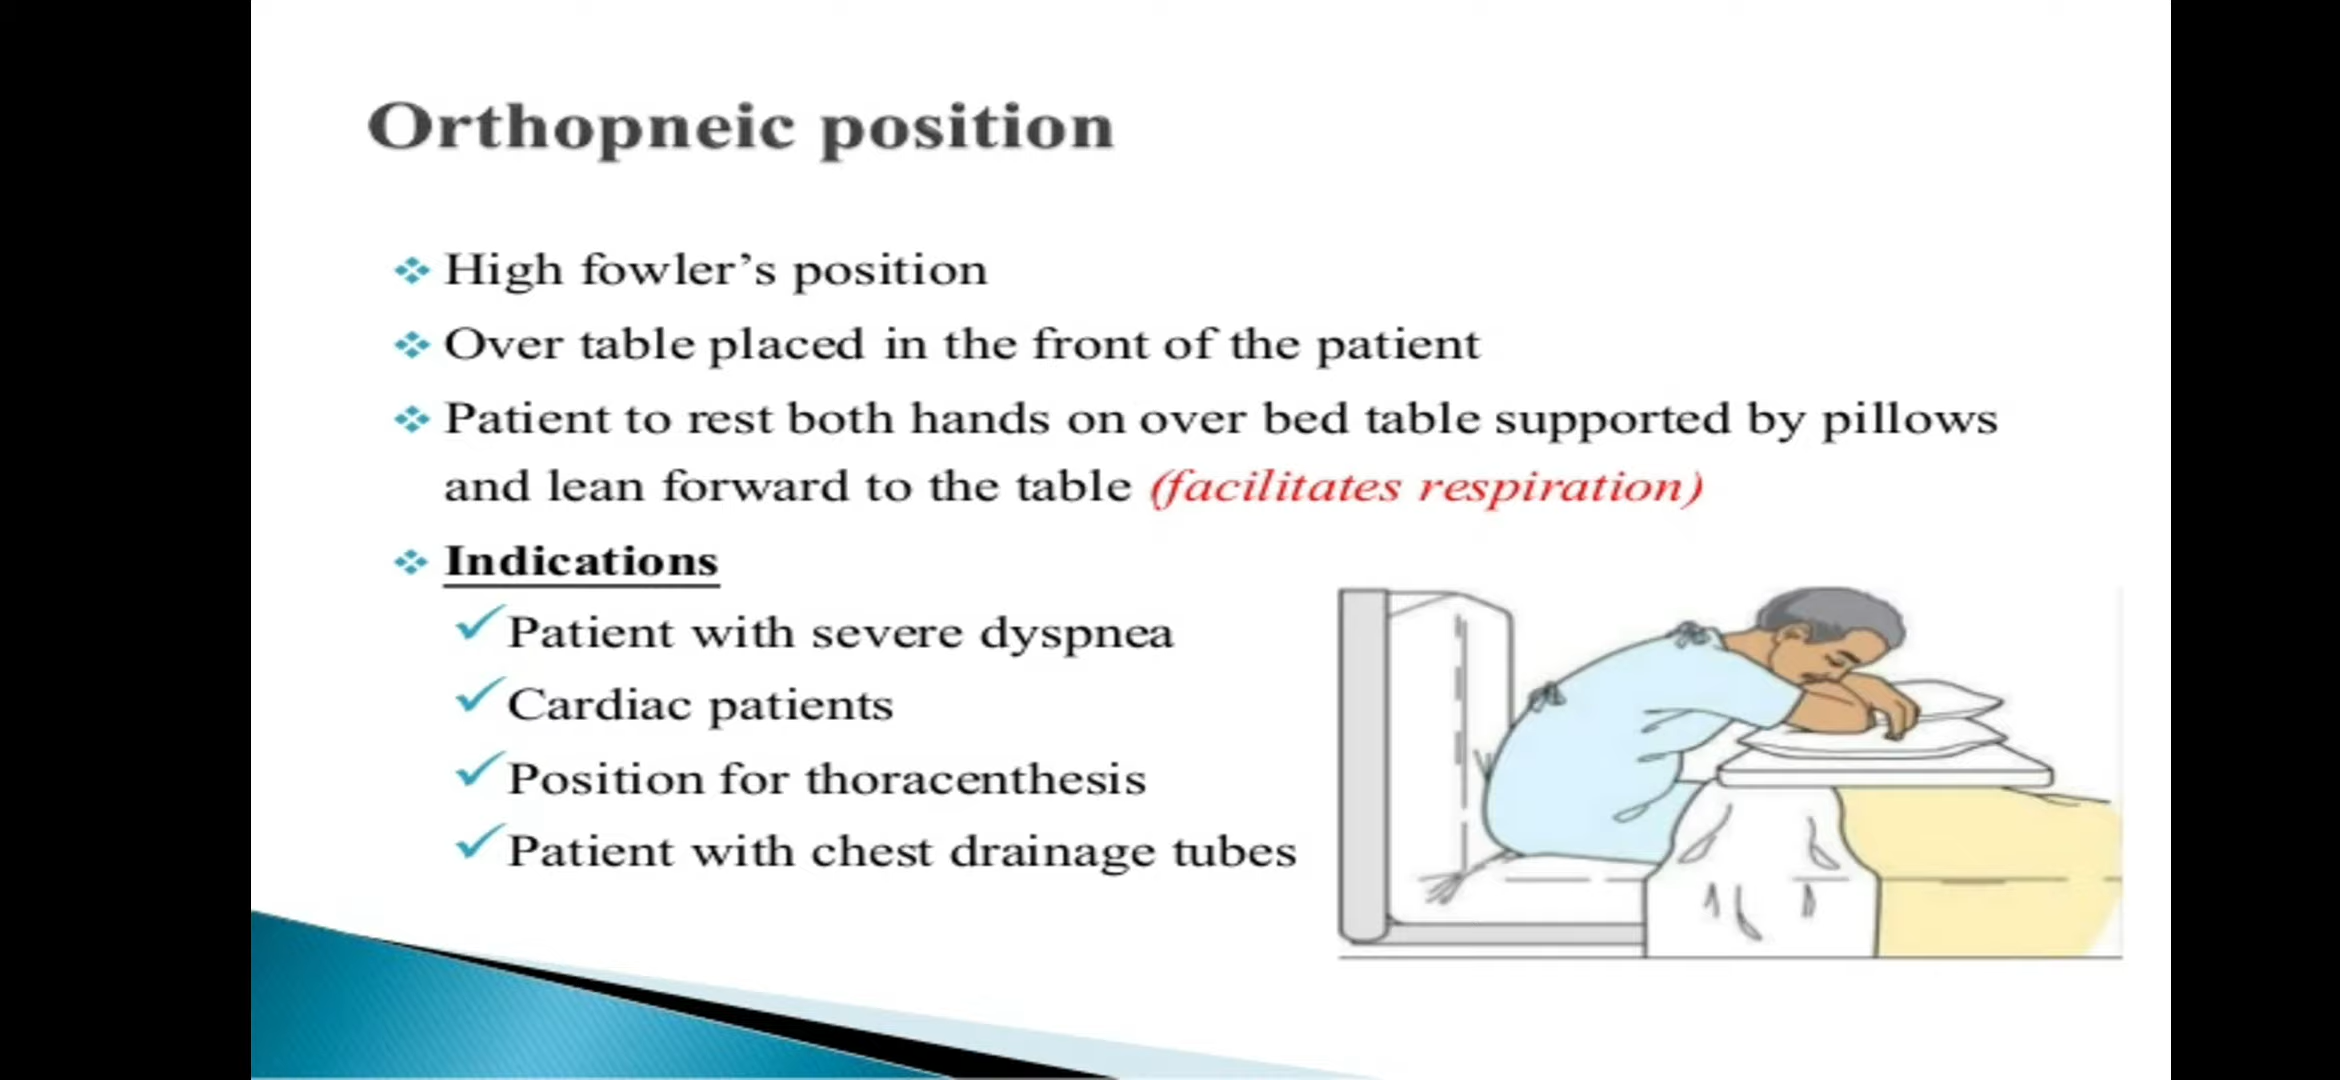 Orthopneic position
High fowler's position
Over table placed in the front of the patient
Patient to rest both hands on over bed table supported by pillows
and lean forward to the table (facilitates respiration)
Indications
Patient with severe dyspnea
Cardiac patients
Position for thoracenthesis
Patient with chest drainage tubes